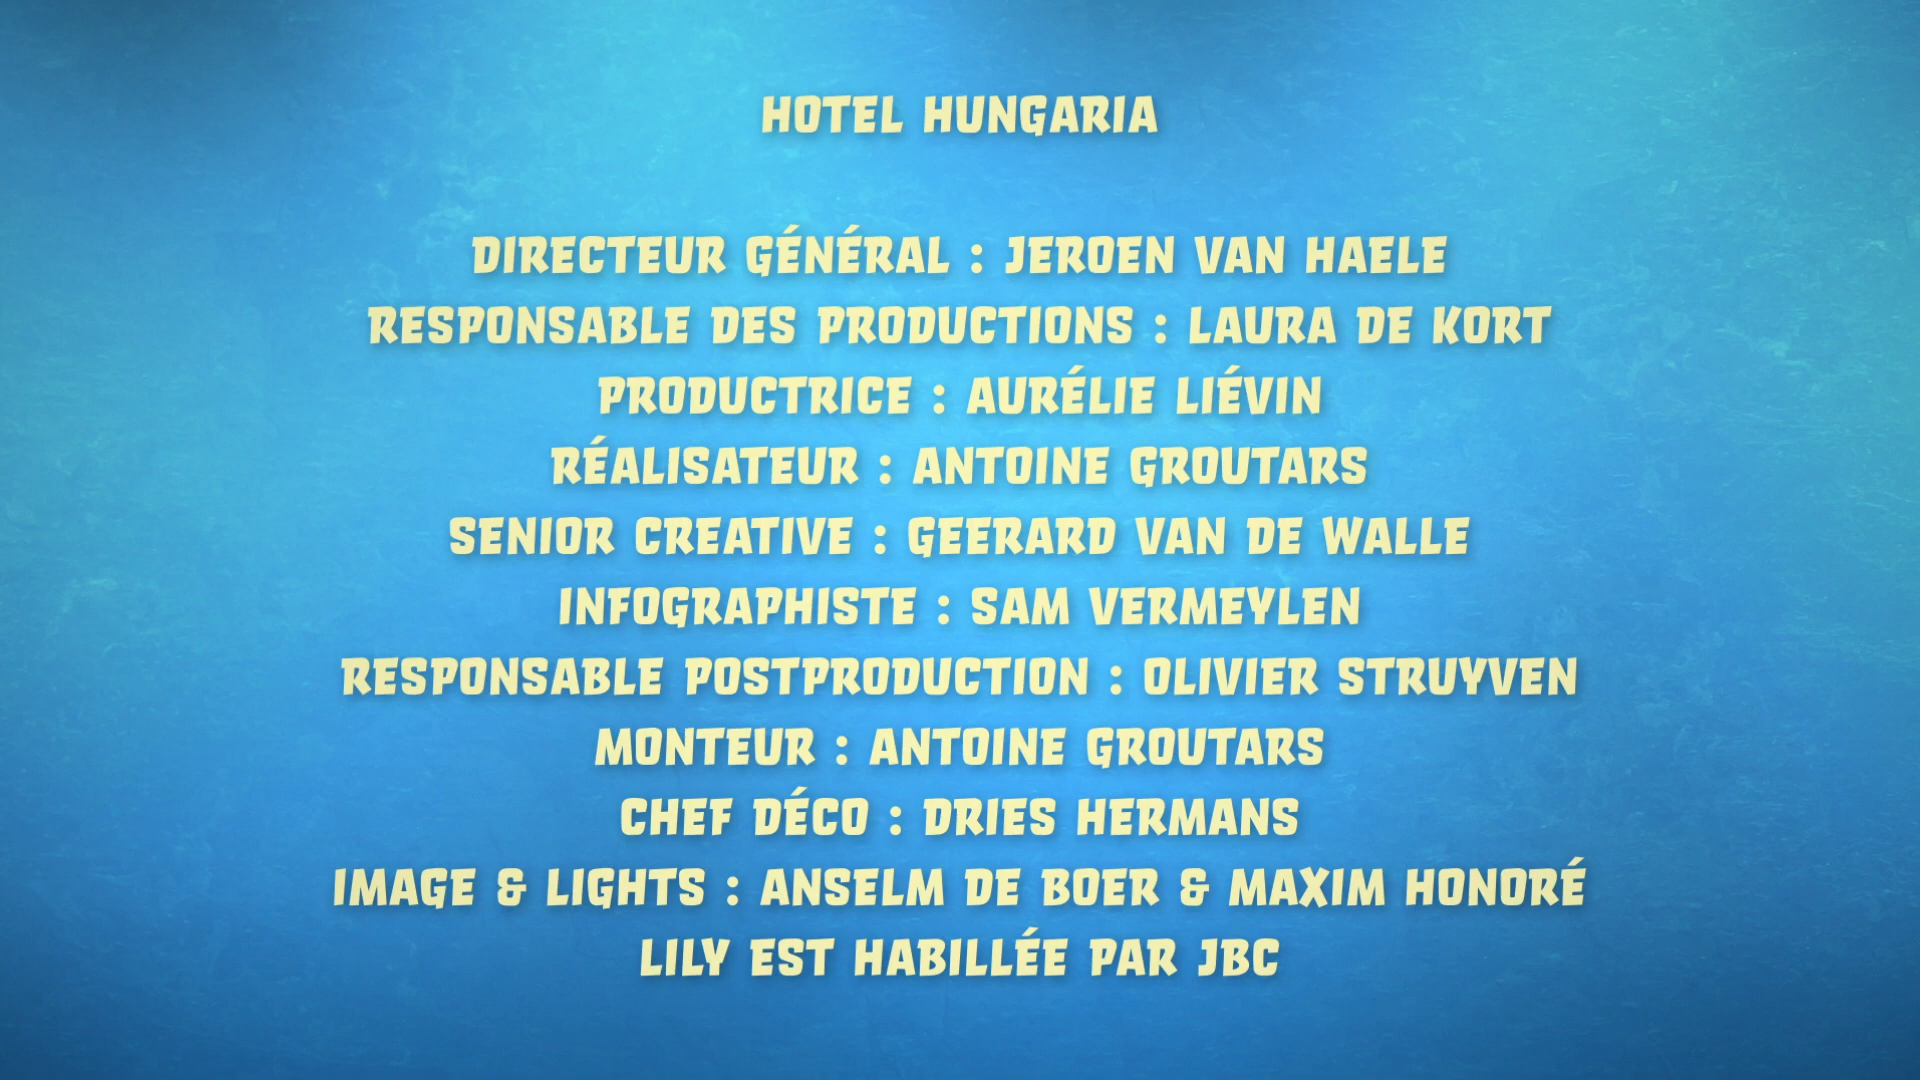 HOTEL HUNGARIA
DIRECTEUR GÉNÉRAL : JEROEN VAN HAELE
RESPONSABLE DES PRODUCTIONS : LAURA DE KORT
PRODUCTRICE : AURÉLIE LIÉVIN
RÉALISATEUR : ANTOINE GROUTARS
SENIOR CREATIVE : GEERARD VAN DE WALLE
INFOGRAPHISTE : SAM VERMEYLEN
RESPONSABLE POSTPRODUCTION : OLIVIER STRUYVEN
MONTEUR : ANTOINE GROUTARS
CHEF DÉCO : DRIES HERMANS
IMAGE & LIGHTS : ANSELM DE BOER & MAXIM HONORÉ
LILY EST HABILLÉE PAR JBC